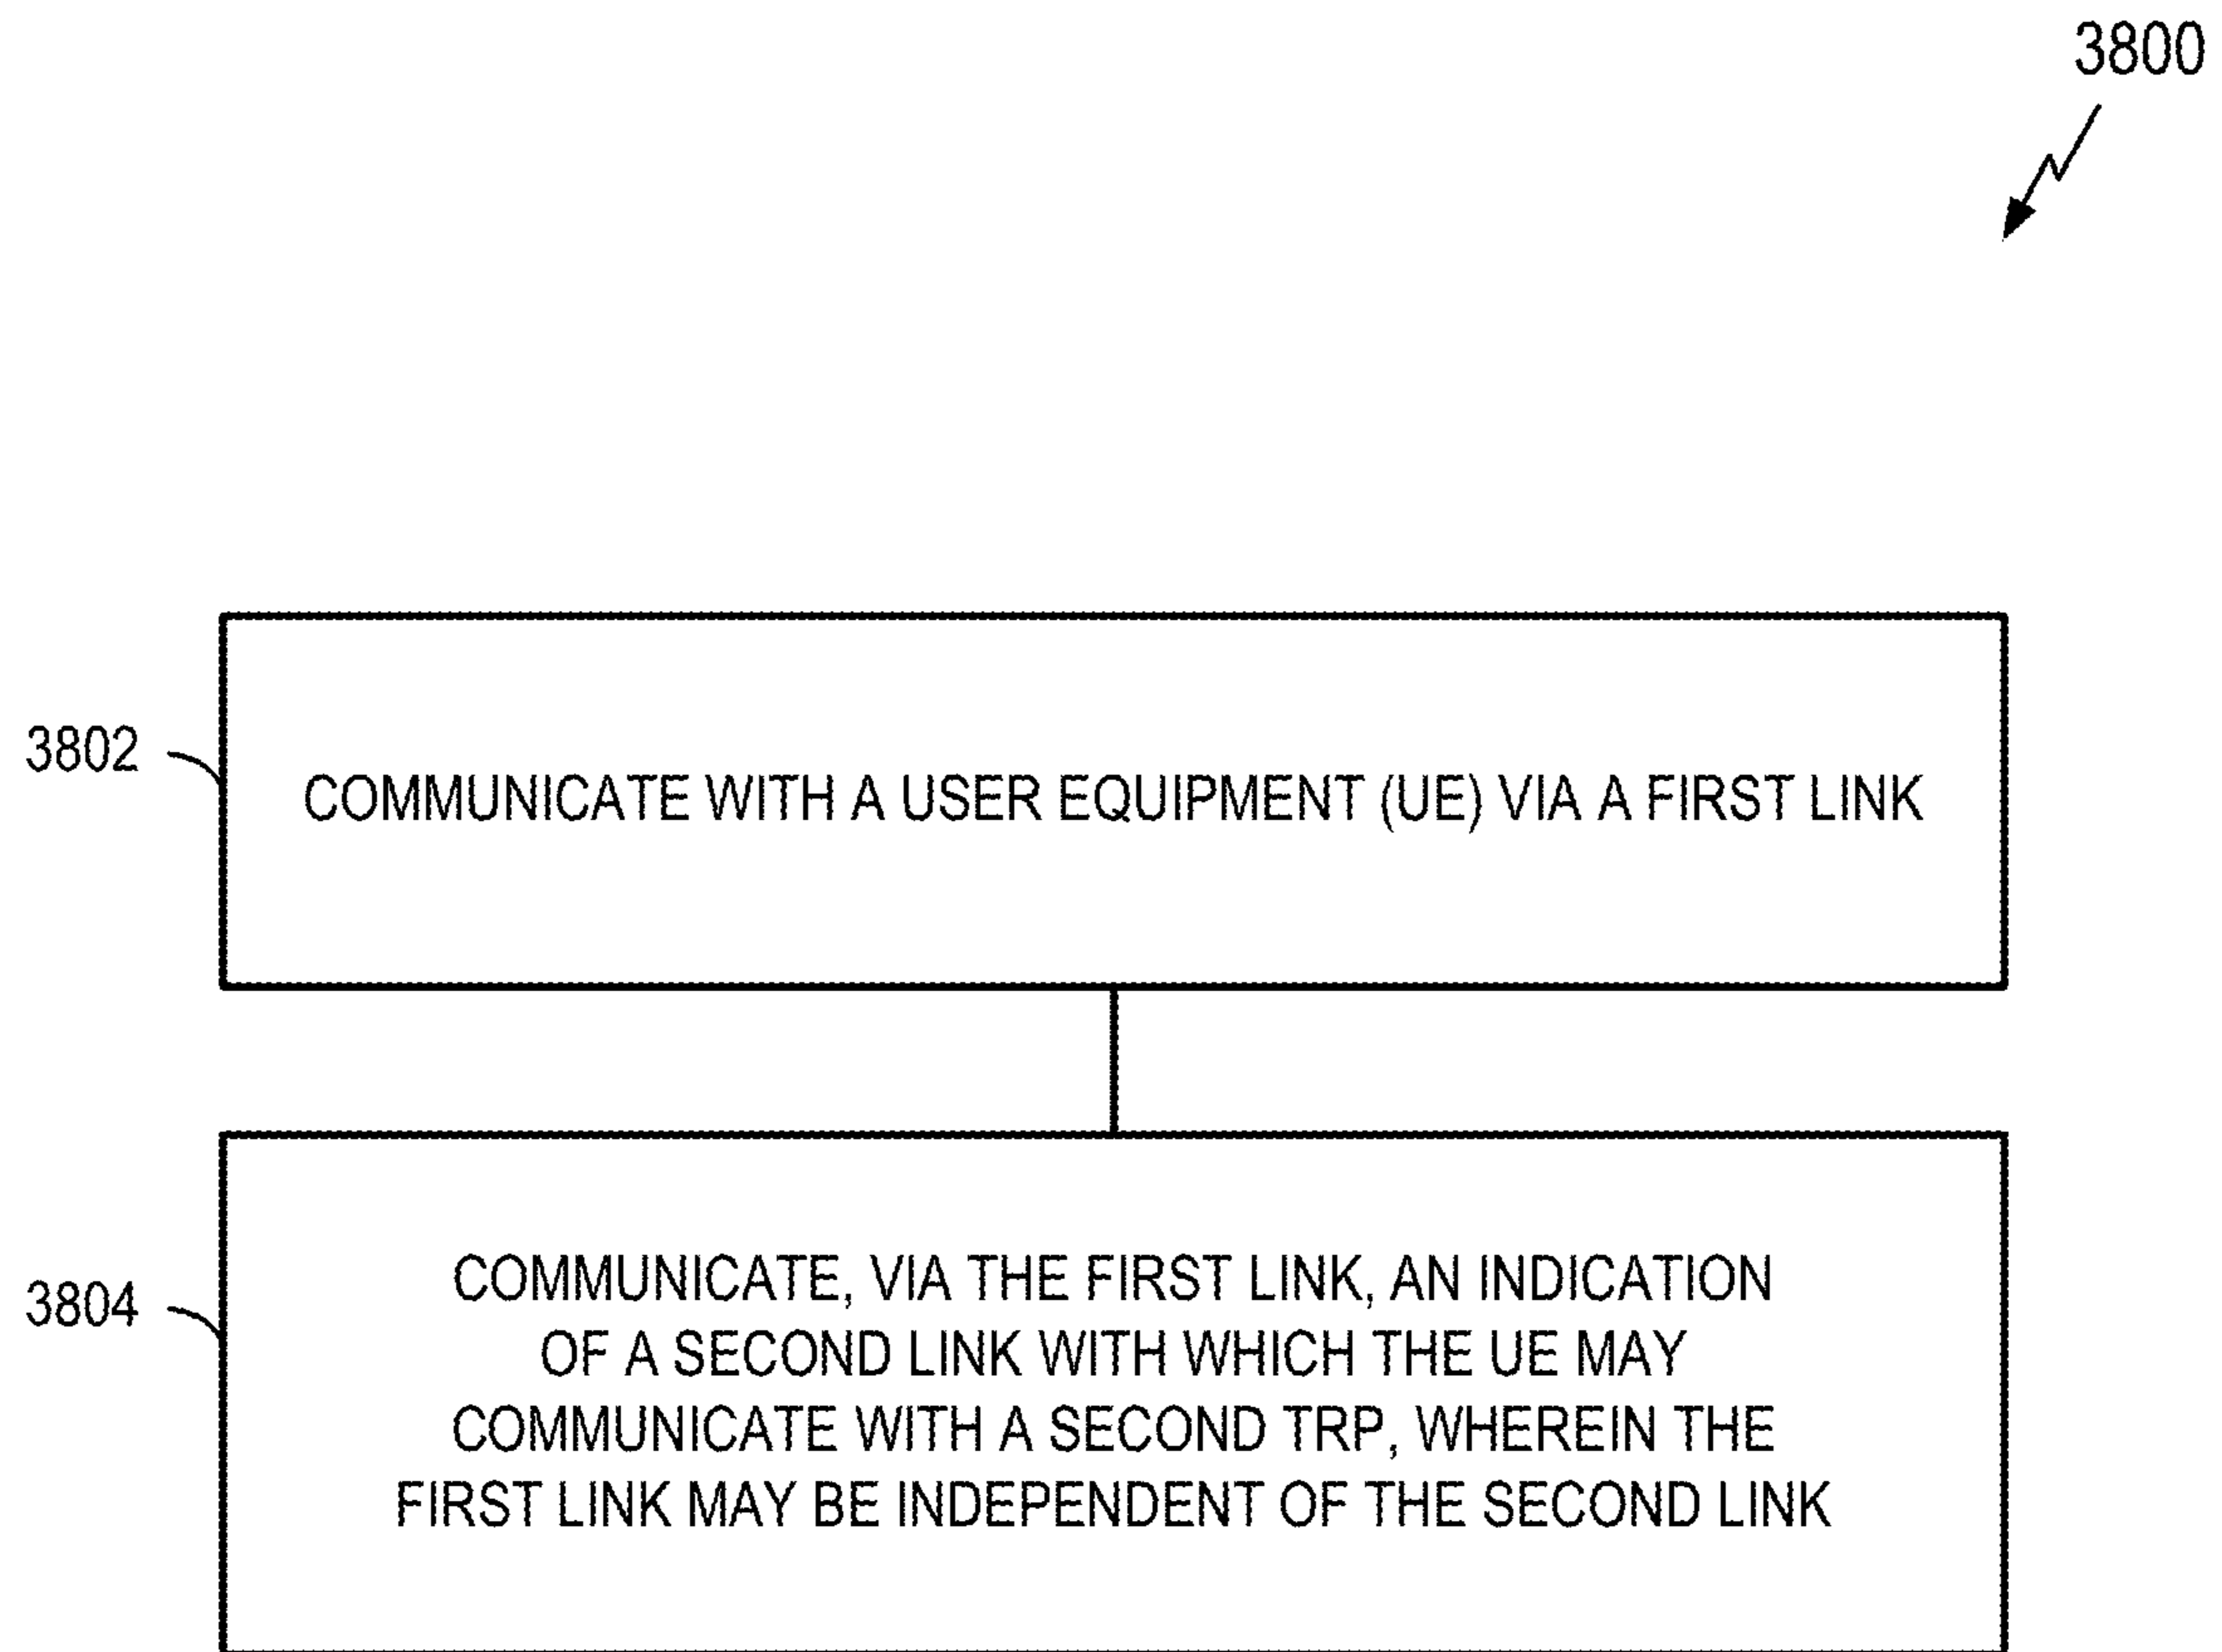 3800
3802
COMMUNICATE WITH A USER EQUIPMENT (UE) VIA A FIRST LINK
3804
COMMUNICATE, VIA THE FIRST LINK, AN INDICATION
OF A SECOND LINK WITH WHICH THE UE MAY
COMMUNICATE WITH A SECOND TRP, WHEREIN THE
FIRST LINK MAY BE INDEPENDENT OF THE SECOND LINK